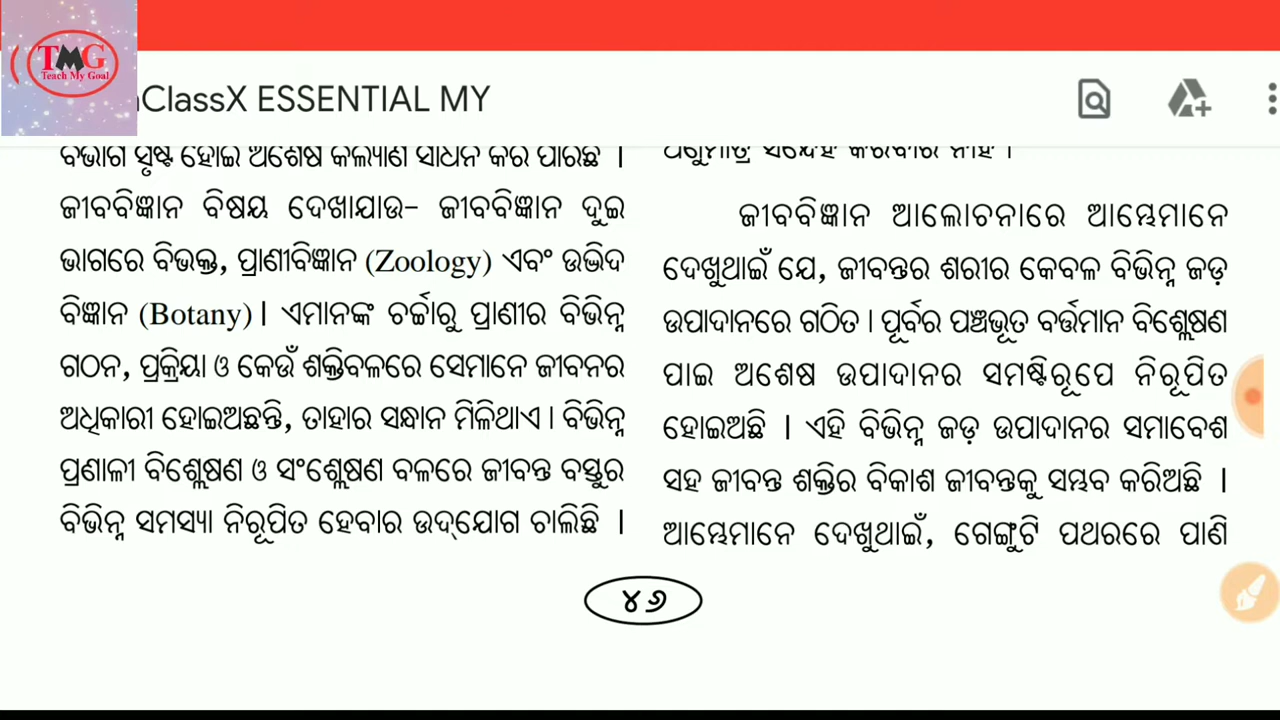 TMG
Teach My Goal
ClassX ESSENTIAL MY
ବିଭାଗ ସୃଷ୍ଟ ହୋଇ ଅଶେଷ କଲ୍ୟାଣ ସାଧନ କରି ପାରିଛି ।
ଜୀବବିଜ୍ଞାନ ବିଷୟ ଦେଖାଯାଉ– ଜୀବବିଜ୍ଞାନ ଦୁଇ
ଭାଗରେ ବିଭକ୍ତ, ପ୍ରାଣୀବିଜ୍ଞାନ (Zoology) ଏବଂ ଉଦ୍ଭିଦ
ବିଜ୍ଞାନ (Botany)। ଏମାନଙ୍କ ଚର୍ଚ୍ଚାରୁ ପ୍ରାଣୀର ବିଭିନ୍ନ
ଗଠନ, ପ୍ରକ୍ରିୟା ଓ କେଉଁ ଶକ୍ତିବଳରେ ସେମାନେ ଜୀବନର
ଅଧିକାରୀ ହୋଇଅଛନ୍ତି, ତାହାର ସନ୍ଧାନ ମିଳିଥାଏ । ବିଭିନ୍ନ
ପ୍ରଣାଳୀ ବିଶ୍ଳେଷଣ ଓ ସଂଶ୍ଳେଷଣ ବଳରେ ଜୀବନ୍ତ ବସ୍ତୁର
ବିଭିନ୍ନ ସମସ୍ୟା ନିରୂପିତ ହେବାର ଉଦ୍‌ଯୋଗ ଚାଲିଛି ।
ଅଣୁମାତ୍ର ସନ୍ଦେହ କରିବାର ନାହିଁ ।
ଜୀବବିଜ୍ଞାନ ଆଲୋଚନାରେ ଆମ୍ଭେମାନେ
ଦେଖୁଥାଇଁ ଯେ, ଜୀବନ୍ତର ଶରୀର କେବଳ ବିଭିନ୍ନ ଜଡ଼
ଉପାଦାନରେ ଗଠିତ । ପୂର୍ବର ପଞ୍ଚଭୂତ ବର୍ତ୍ତମାନ ବିଶ୍ଳେଷଣ
ପାଇ ଅଶେଷ ଉପାଦାନର ସମଷ୍ଟିରୂପେ ନିରୂପିତ
ହୋଇଅଛି । ଏହି ବିଭିନ୍ନ ଜଡ଼ ଉପାଦାନର ସମାବେଶ
ସହ ଜୀବନ୍ତ ଶକ୍ତିର ବିକାଶ ଜୀବନ୍ତକୁ ସମ୍ଭବ କରିଅଛି ।
ଆମ୍ଭେମାନେ ଦେଖୁଥାଇଁ, ଗେଙ୍ଗୁଟି ପଥରରେ ପାଣି
୪୬